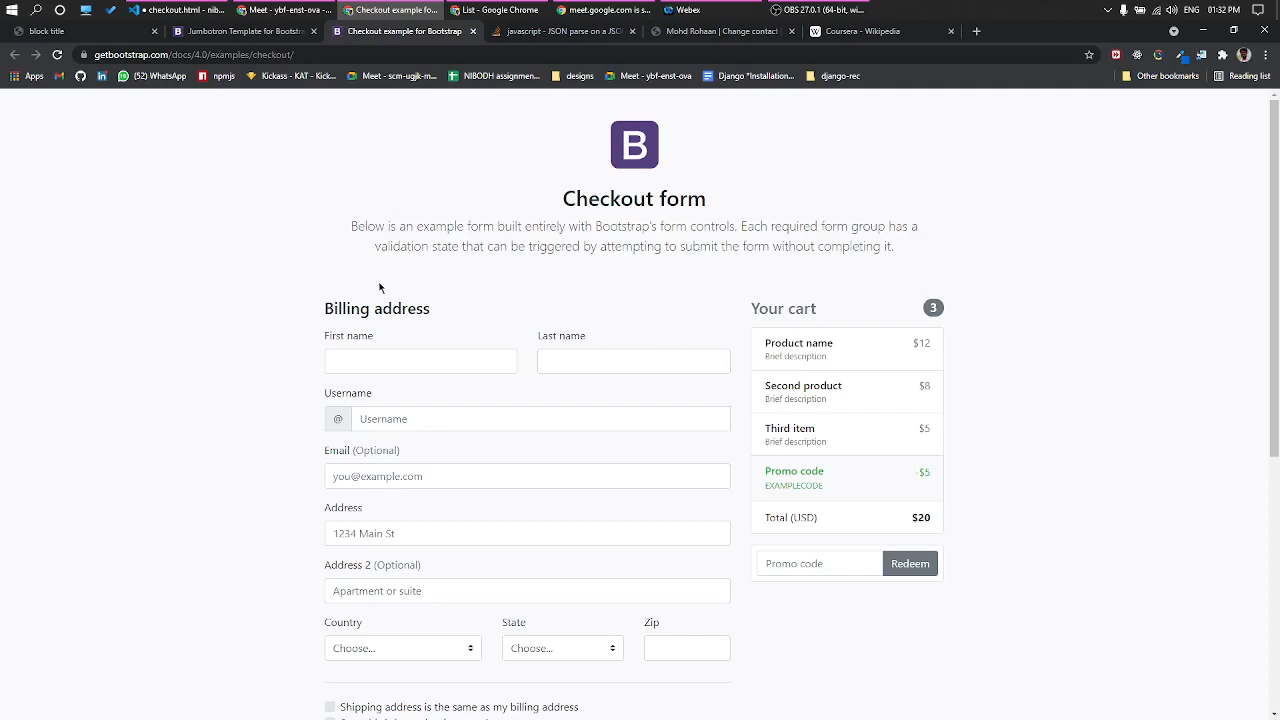 checkout.html - nib...
Meet - ybf-enst-ova - ...
Checkout example fo...
List - Google Chrome
meet.google.com is s...
Webex
OBS 27.0.1 (64-bit, wi...
ENG
01:32 PM
block title
Jumbotron Template for Bootstra
Checkout example for Bootstrap
javascript - JSON parse on a JSO
Mohd Rohaan | Change contact |
Coursera - Wikipedia
getbootstrap.com/docs/4.0/examples/checkout/
Apps
(52) WhatsApp
npmjs
Kickass - KAT - Kick...
Meet - scm-ugik-n...
NIBODH assignmen...
designs
Meet - ybf-enst-ova
Django "Installatio...
django-rec
Other bookmarks
Reading list
B
Checkout form
Below is an example form built entirely with Bootstrap's form controls. Each required form group has a
validation state that can be triggered by attempting to submit the form without completing it.
Billing address
First name
Last name
Username
@ Username
Email (Optional)
you@example.com
Address
1234 Main St
Address 2 (Optional)
Apartment or suite
Country
State
Zip
Choose...
Choose...
Shipping address is the same as my billing address
Your cart
3
Product name $12
Brief description
Second product $8
Brief description
Third item $5
Brief description
Promo code -$5
EXAMPLECODE
Total (USD) $20
Promo code Redeem